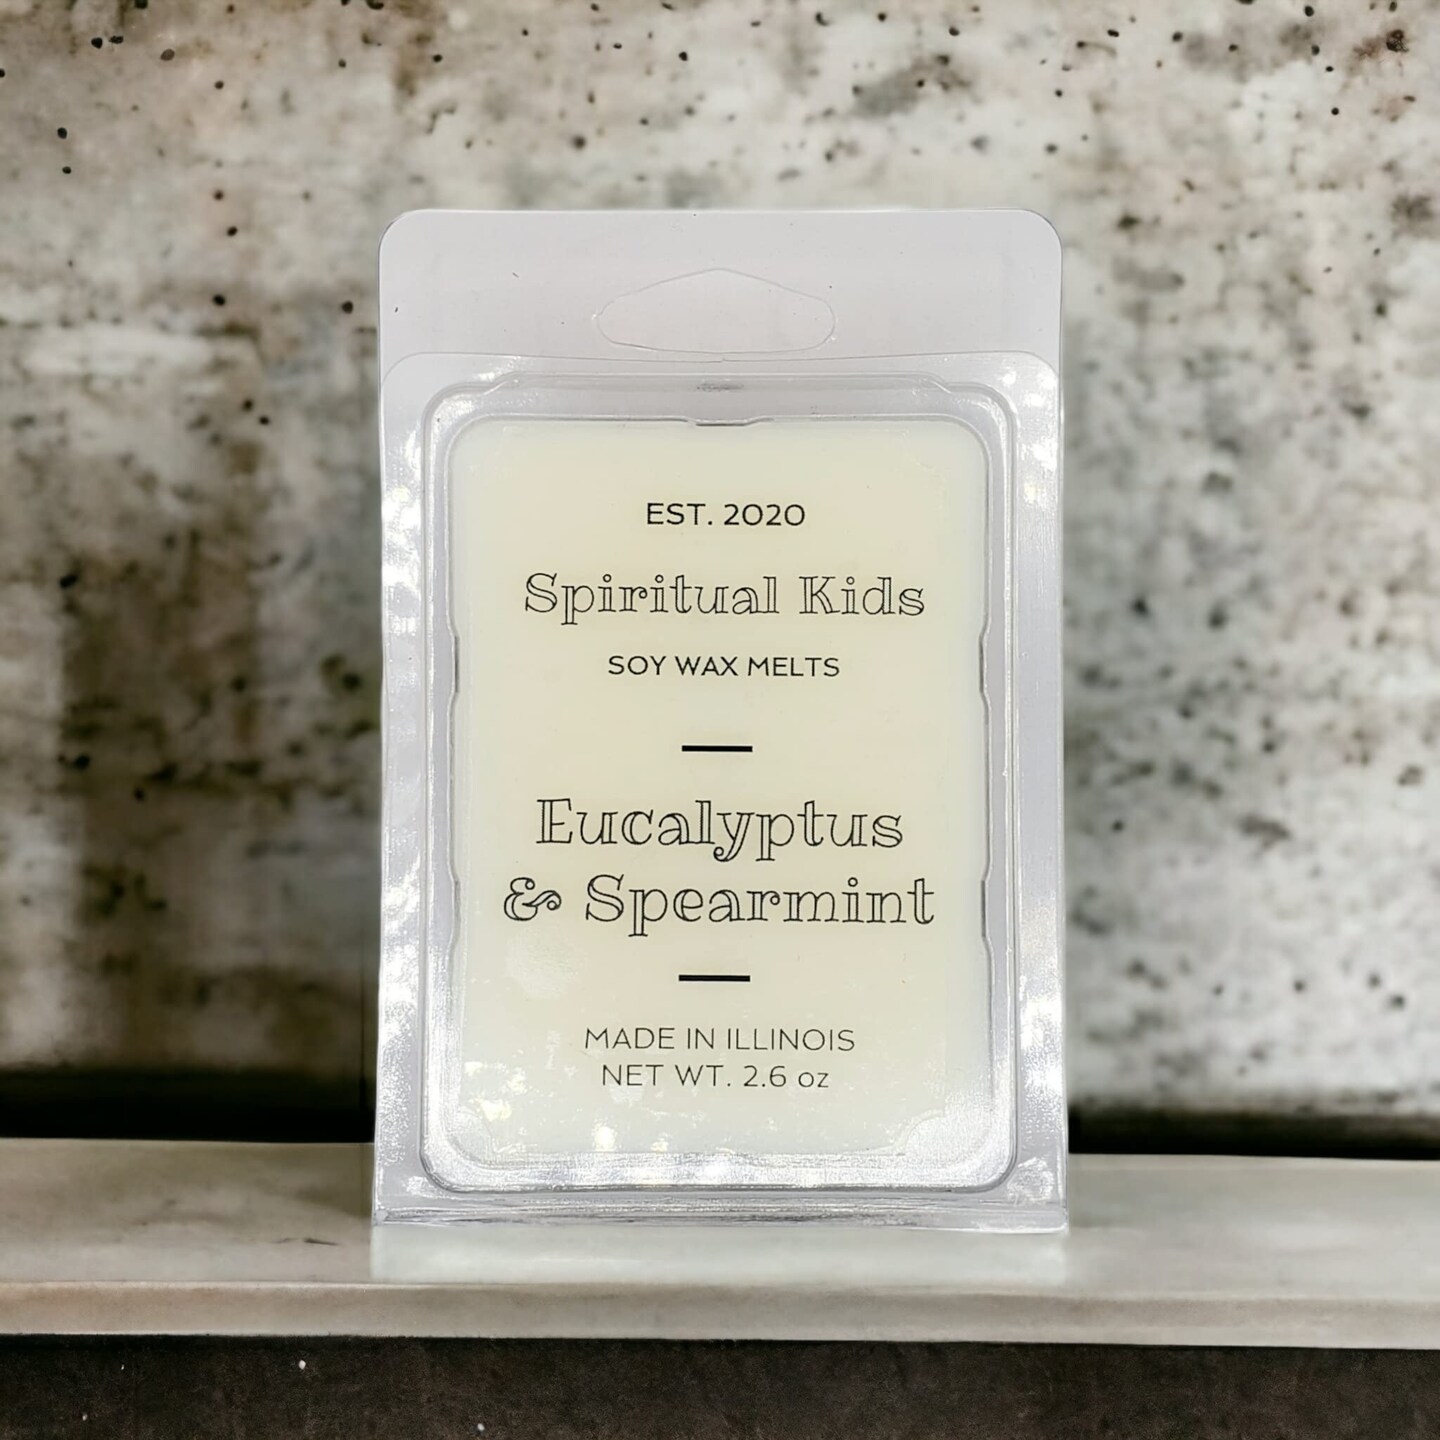 EST. 2020
Spiritual Kids
SOY WAX MELTS
Eucalyptus
& Spearmint
MADE IN ILLINOIS
NET WT. 2.6 oz